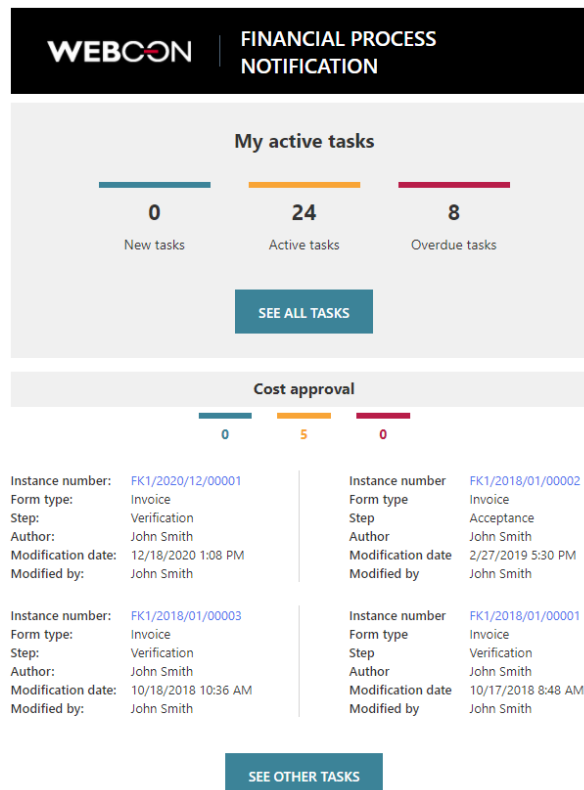 WEBCON
FINANCIAL PROCESS
NOTIFICATION
My active tasks
0
New tasks
24
Active tasks
8
Overdue tasks
SEE ALL TASKS
Cost approval
0 5 0
Instance number: FK1/2020/12/00001
Form type: Invoice
Step: Verification
Author: John Smith
Modification date: 12/18/2020 1:08 PM
Modified by: John Smith
Instance number FK1/2018/01/00002
Form type Invoice
Step Acceptance
Author John Smith
Modification date 2/27/2019 5:30 PM
Modified by John Smith
Instance number: FK1/2018/01/00003
Form type: Invoice
Step: Verification
Author: John Smith
Modification date: 10/18/2018 10:36 AM
Modified by: John Smith
Instance number FK1/2018/01/00001
Form type Invoice
Step Verification
Author John Smith
Modification date 10/17/2018 8:48 AM
Modified by John Smith
SEE OTHER TASKS